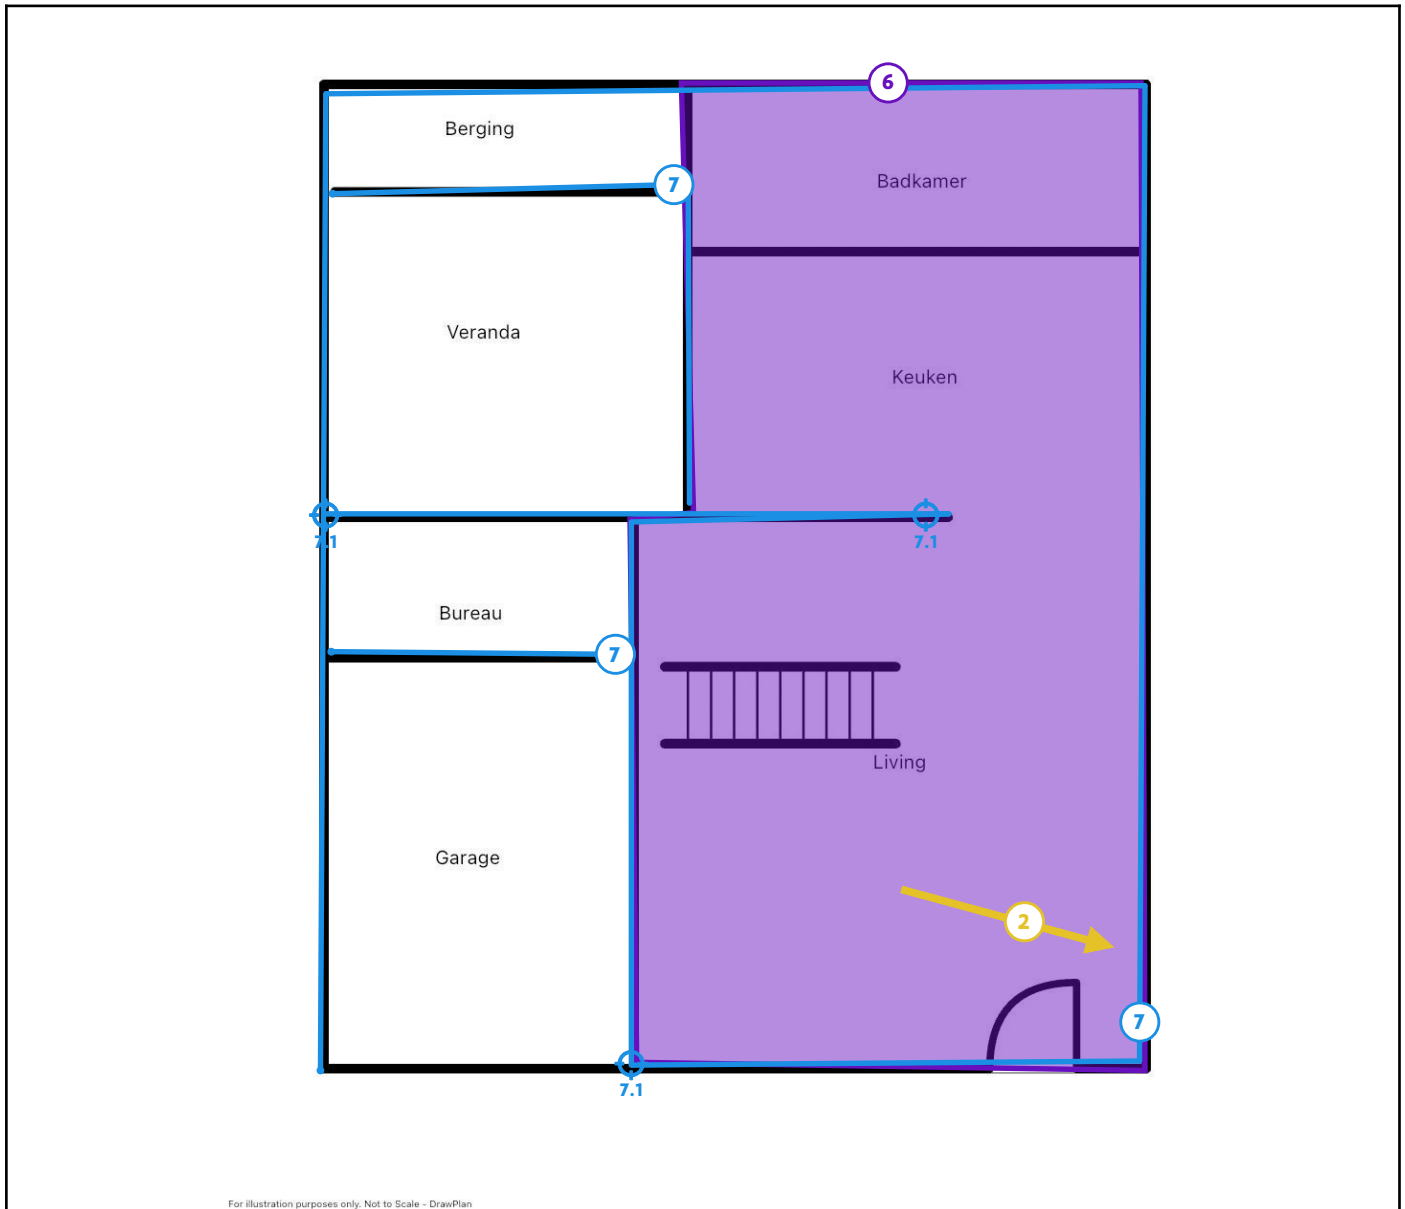 6
Berging
Badkamer
7
Veranda
Keuken
7.1
7.1
Bureau
7
Living
Garage
2
7
7.1
For illustration purposes only. Not to Scale - DrawPlan